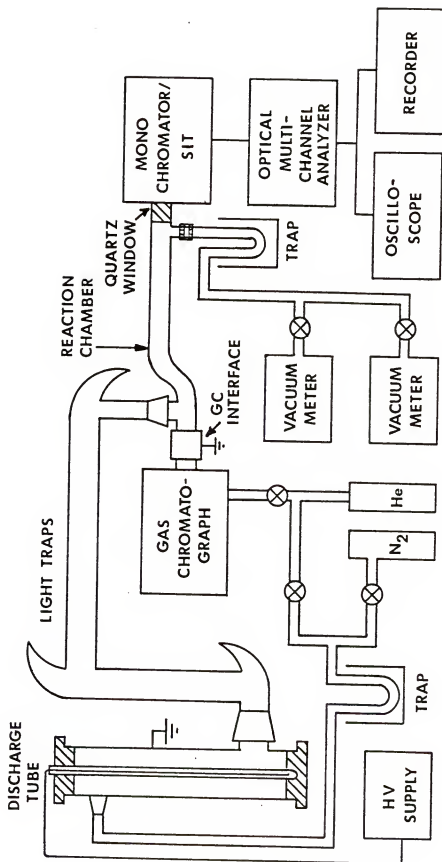 DISCHARGE
TUBE
LIGHT TRAPS
REACTION
CHAMBER
QUARTZ
WINDOW
MONO
CHROMATOR/
SIT
GAS
CHROMATO-
GRAPH
GC
INTERFACE
TRAP
OPTICAL
MULTI-
CHANNEL
ANALYZER
VACUUM
METER
VACUUM
METER
OSCILLO-
SCOPE
RECORDER
He
N2
TRAP
HV
SUPPLY